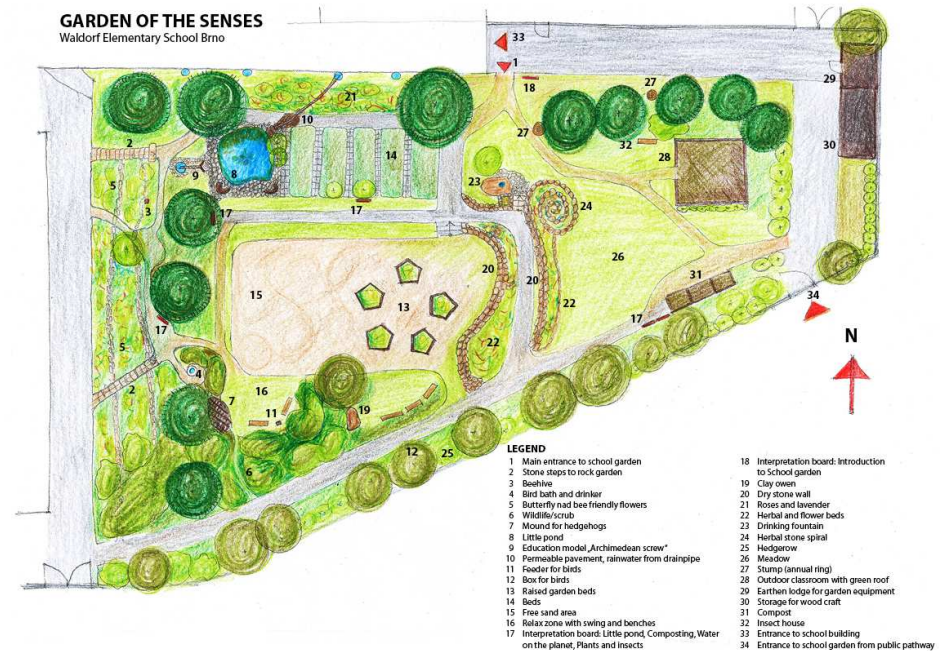 GARDEN OF THE SENSES
Waldorf Elementary School Brno
33
1
18
27
29
21
10
27
32
28
30
2
14
9
8
5
3
23
17
17
24
20
20
26
15
13
31
22
34
17
17
N
5
22
4
2
7
16
11
19
12
25
6
LEGEND
1 Main entrance to school garden
2 Stone steps to rock garden
3 Beehive
4 Bird bath and drinker
5 Butterfly nad bee friendly flowers
6 Wildlife/scrub
7 Mound for hedgehogs
8 Little pond
9 Education model „Archimedean screw“
10 Permeable pavement, rainwater from drainpipe
11 Feeder for birds
12 Box for birds
13 Raised garden beds
14 Beds
15 Free sand area
16 Relax zone with swing and benches
17 Interpretation board: Little pond, Composting, Water
on the planet, Plants and insects
18 Interpretation board: Introduction
to School garden
19 Clay owen
20 Dry stone wall
21 Roses and lavender
22 Herbal and flower beds
23 Drinking fountain
24 Herbal stone spiral
25 Hedgerow
26 Meadow
27 Stump (annual ring)
28 Outdoor classroom with green roof
29 Earthen lodge for garden equipment
30 Storage for wood craft
31 Compost
32 Insect house
33 Entrance to school building
34 Entrance to school garden from public pathway